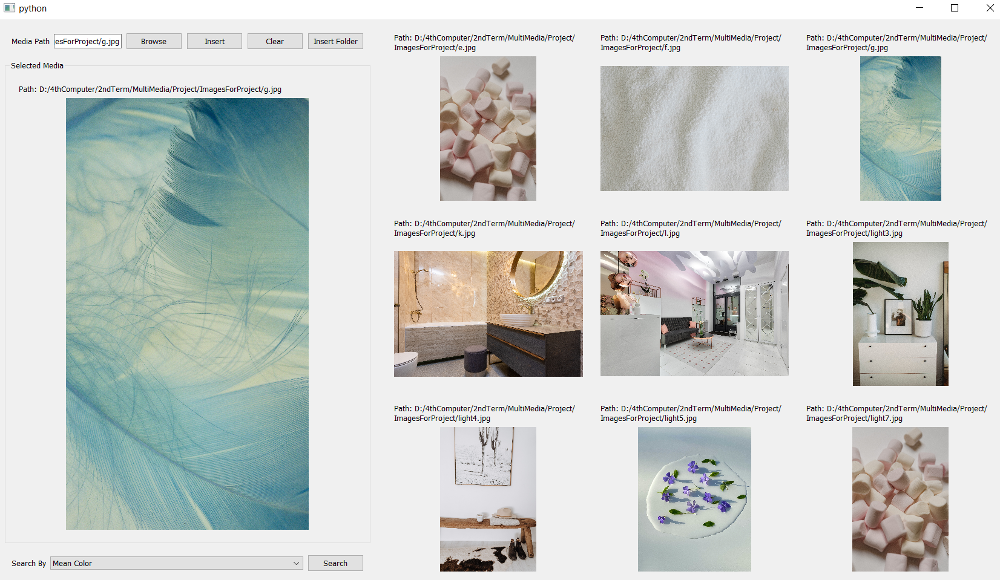 python
Media Path esForProject/g.jpg Browse Insert Clear Insert Folder
Selected Media
Path: D:/4thComputer/2ndTerm/MultiMedia/Project/ImagesForProject/g.jpg
Search By Mean Color Search
Path: D:/4thComputer/2ndTerm/MultiMedia/Project/
ImagesForProject/e.jpg
Path: D:/4thComputer/2ndTerm/MultiMedia/Project/
ImagesForProject/f.jpg
Path: D:/4thComputer/2ndTerm/MultiMedia/Project/
ImagesForProject/g.jpg
Path: D:/4thComputer/2ndTerm/MultiMedia/Project/
ImagesForProject/k.jpg
Path: D:/4thComputer/2ndTerm/MultiMedia/Project/
ImagesForProject/l.jpg
Path: D:/4thComputer/2ndTerm/MultiMedia/Project/
ImagesForProject/light3.jpg
Path: D:/4thComputer/2ndTerm/MultiMedia/Project/
ImagesForProject/light4.jpg
Path: D:/4thComputer/2ndTerm/MultiMedia/Project/
ImagesForProject/light5.jpg
Path: D:/4thComputer/2ndTerm/MultiMedia/Project/
ImagesForProject/light7.jpg